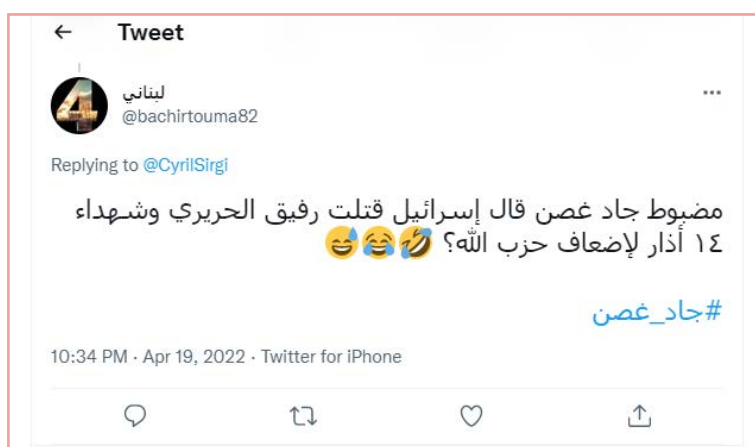 ← Tweet
لبناني
@bachirtouma82
Replying to @CyrilSirgi
مضبوط جاد غصن قال إسرائيل قتلت رفيق الحريري وشهداء
١٤ أذار لإضعاف حزب الله؟ 🤣😂😅
#جاد_غصن
10:34 PM · Apr 19, 2022 · Twitter for iPhone